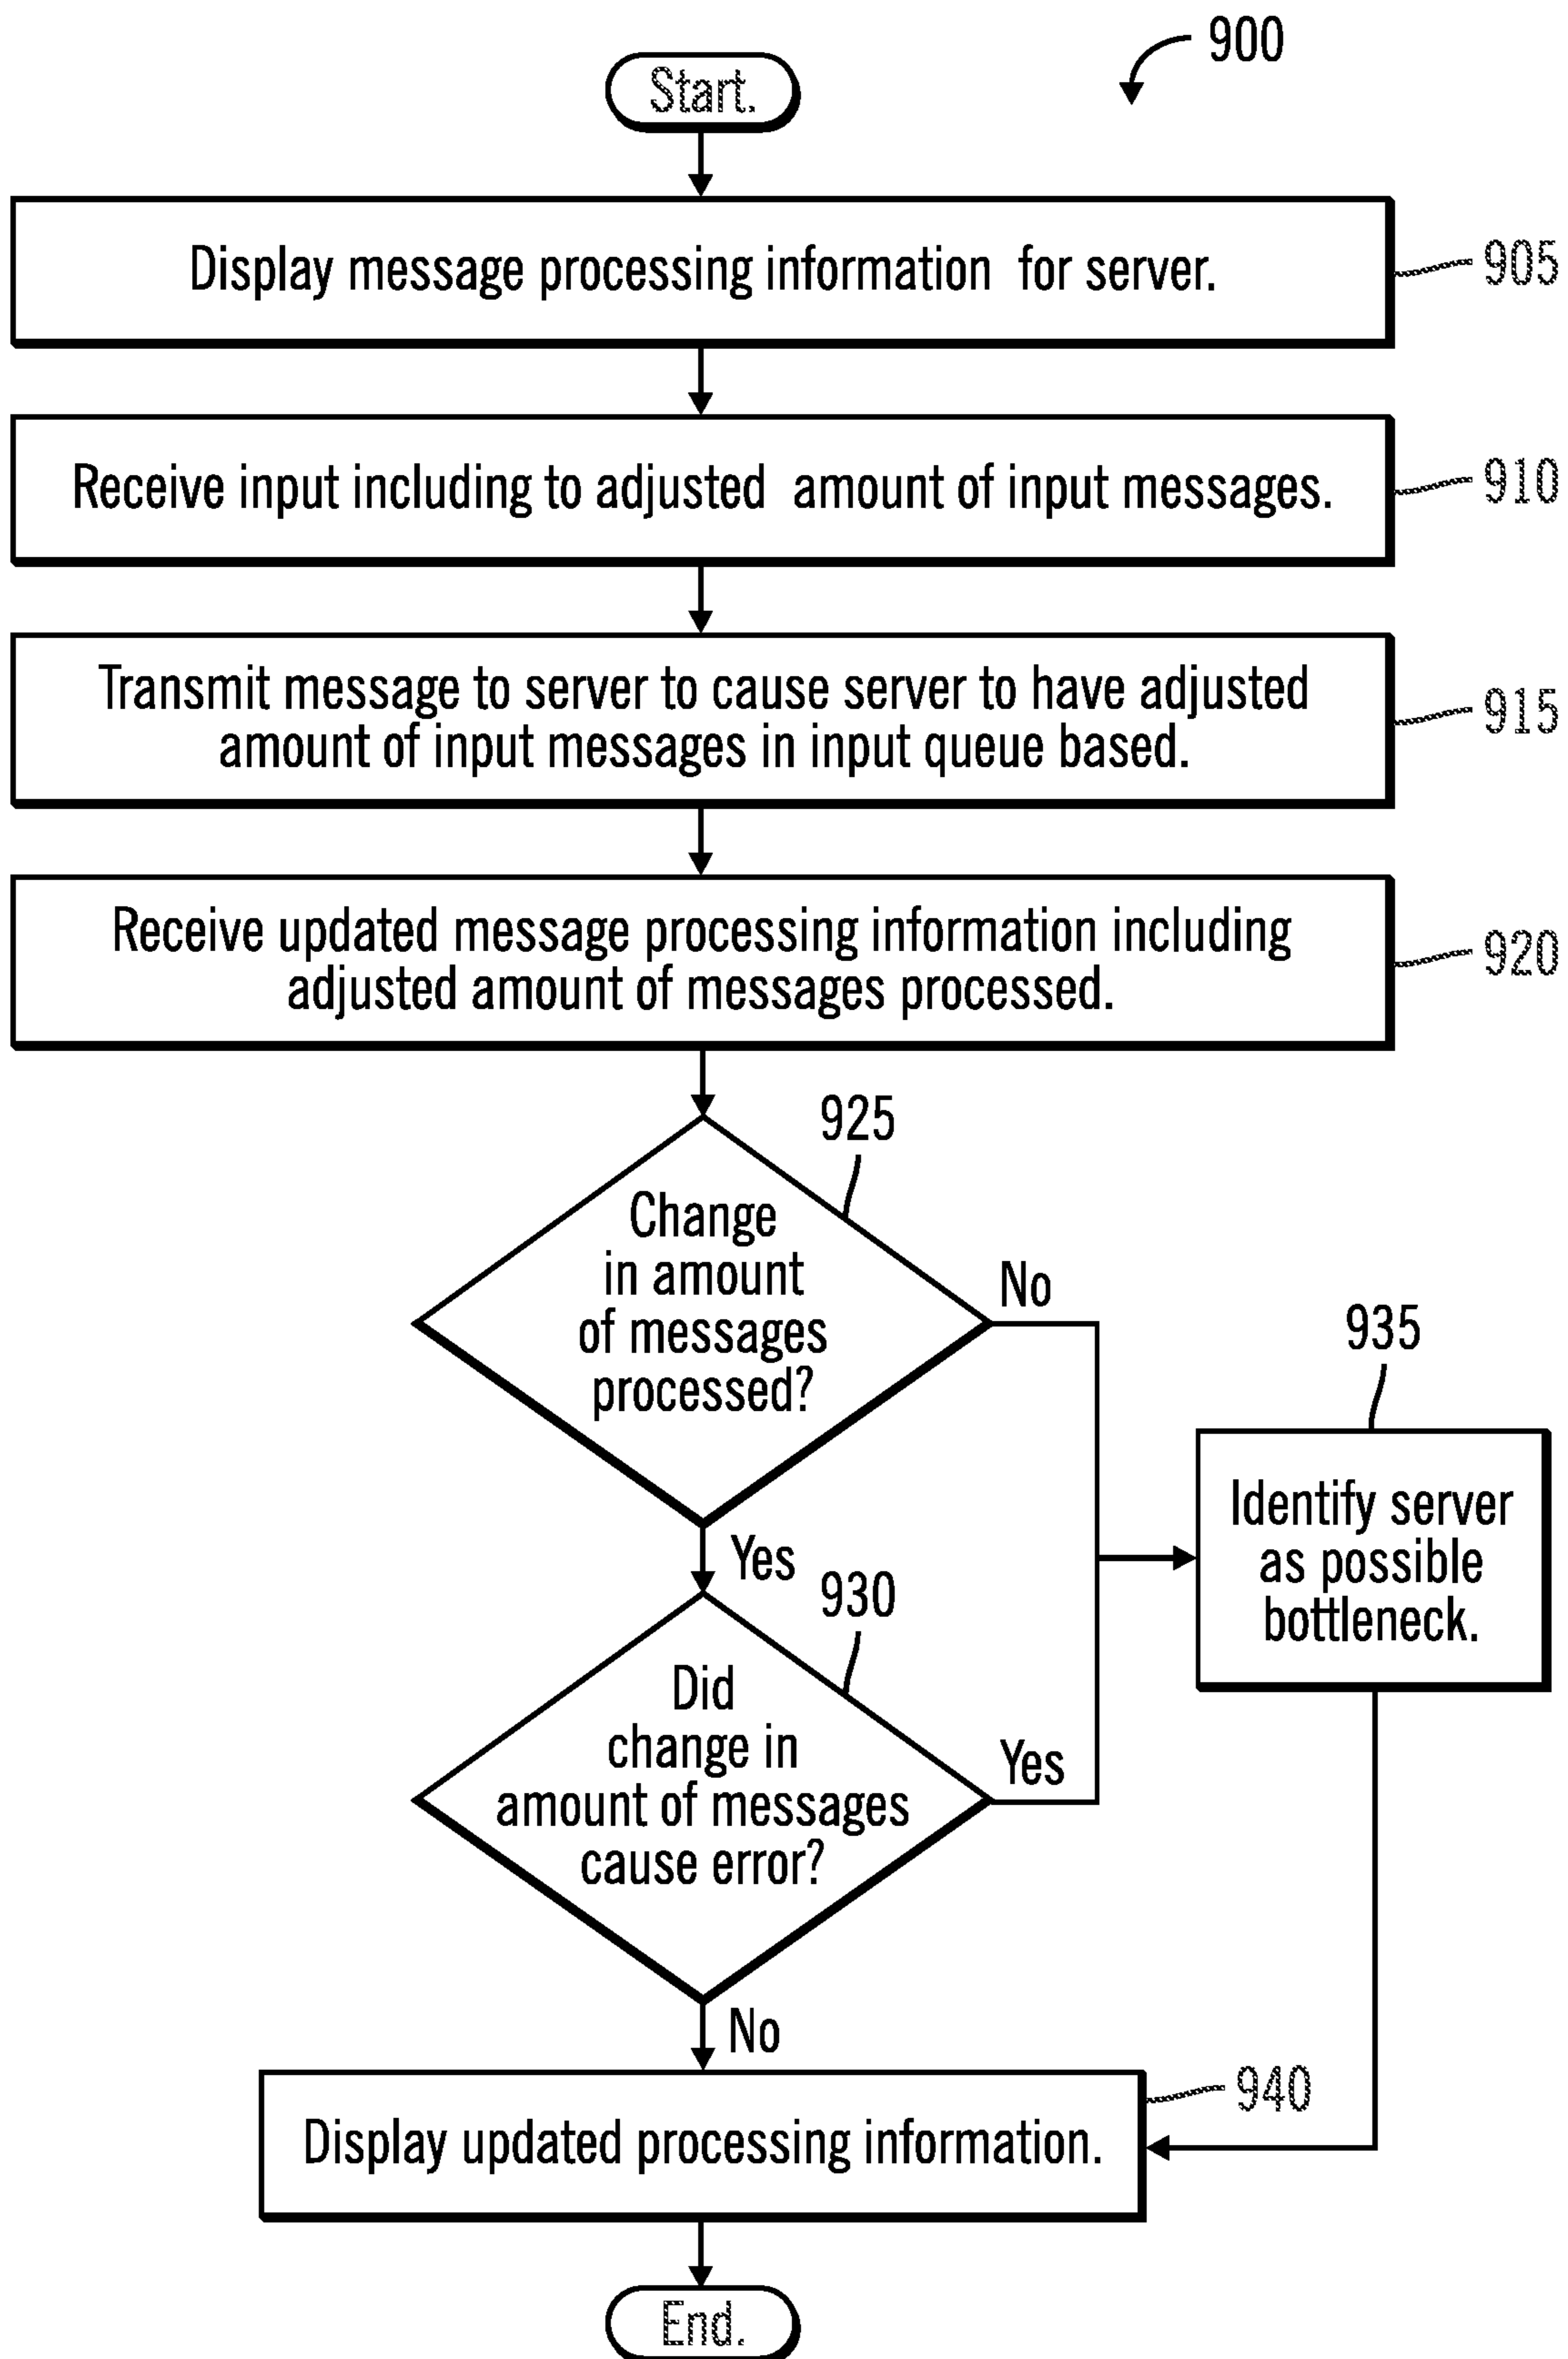 900
Start.
Display message processing information for server.
905
Receive input including to adjusted amount of input messages.
910
Transmit message to server to cause server to have adjusted
amount of input messages in input queue based.
915
Receive updated message processing information including
adjusted amount of messages processed.
920
925
Change
in amount
of messages
processed?
No
Yes
935
Identify server
as possible
bottleneck.
930
Did
change in
amount of messages
cause error?
Yes
No
940
Display updated processing information.
End.